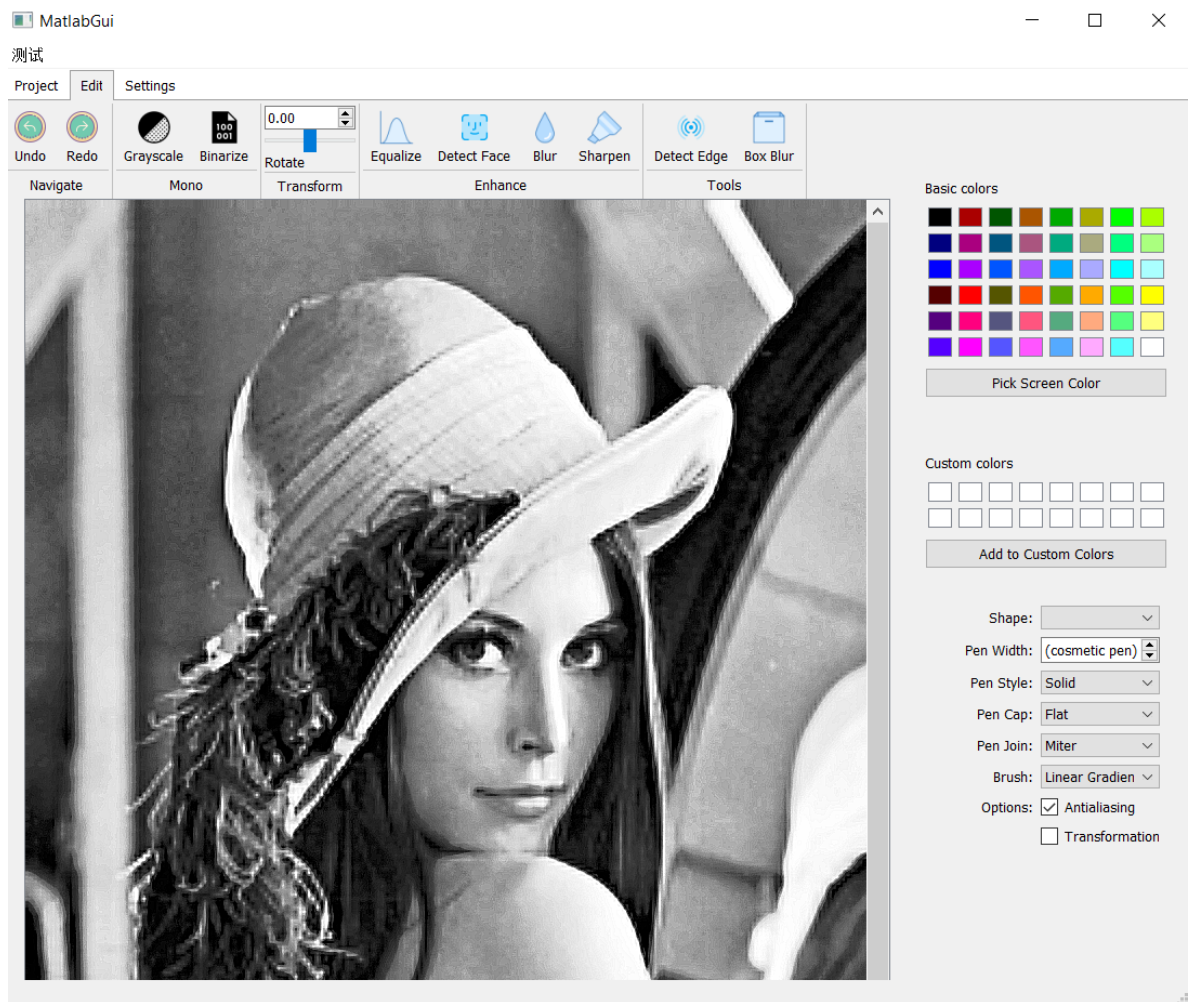 MatlabGui
测试
Project Edit Settings
0.00
100
001
Undo Redo Grayscale Binarize Rotate Equalize Detect Face Blur Sharpen Detect Edge Box Blur
Navigate Mono Transform Enhance Tools
Basic colors
Pick Screen Color
Custom colors
Add to Custom Colors
Shape:
Pen Width: (cosmetic pen)
Pen Style: Solid
Pen Cap: Flat
Pen Join: Miter
Brush: Linear Gradien
Options: Antialiasing
Transformation